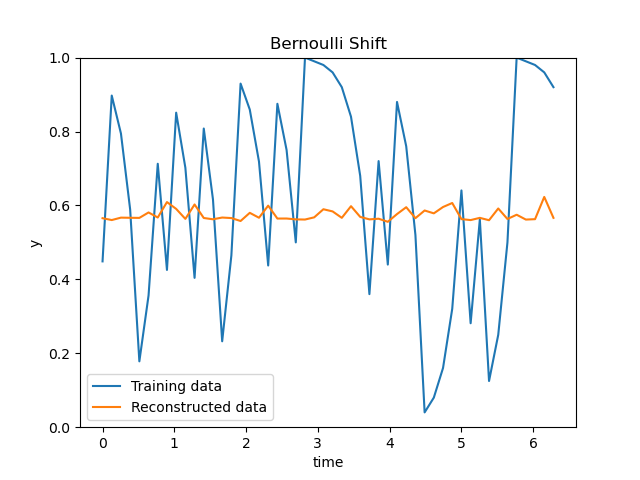 Bernoulli Shift
1.0
0.8
0.6
0.4
0.2
0.0
y
Training data
Reconstructed data
0 1 2 3 4 5 6
time